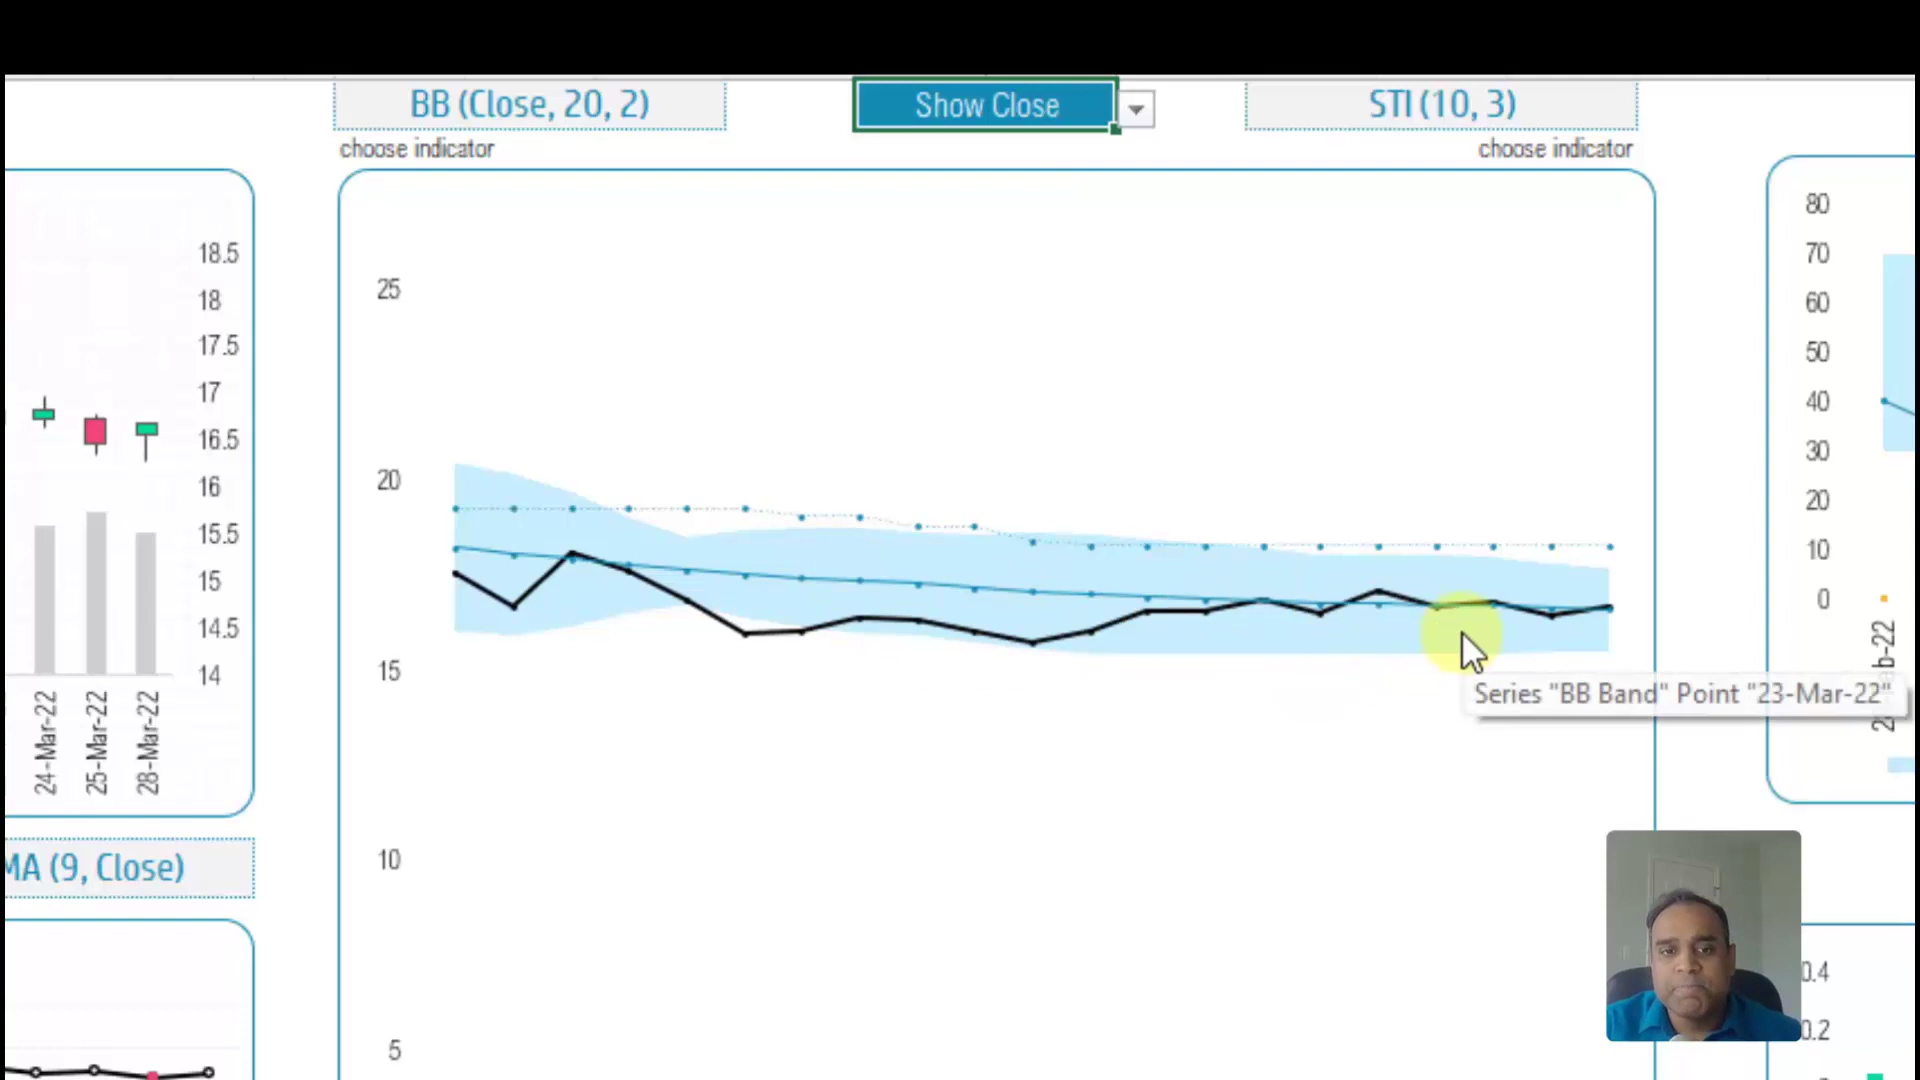 BB (Close, 20, 2)
Show Close
STI (10, 3)
choose indicator
choose indicator
18.5
18
17.5
17
16.5
16
15.5
15
14.5
14
24-Mar-22
25-Mar-22
28-Mar-22
MA (9, Close)
25
20
15
10
5
Series "BB Band" Point "23-Mar-22"
80
70
60
50
40
30
20
10
0
b-22
0.4
0.2